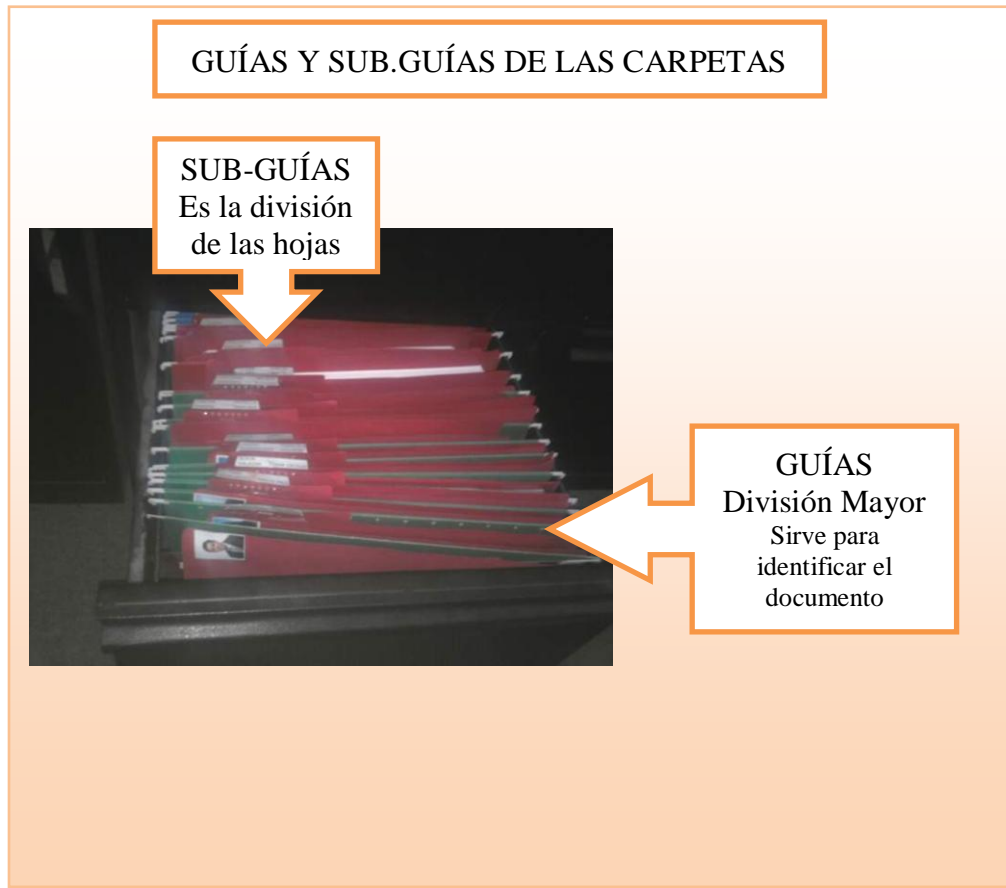 GUÍAS Y SUB.GUÍAS DE LAS CARPETAS
SUB-GUÍAS
Es la división
de las hojas
GUÍAS
División Mayor
Sirve para
identificar el
documento